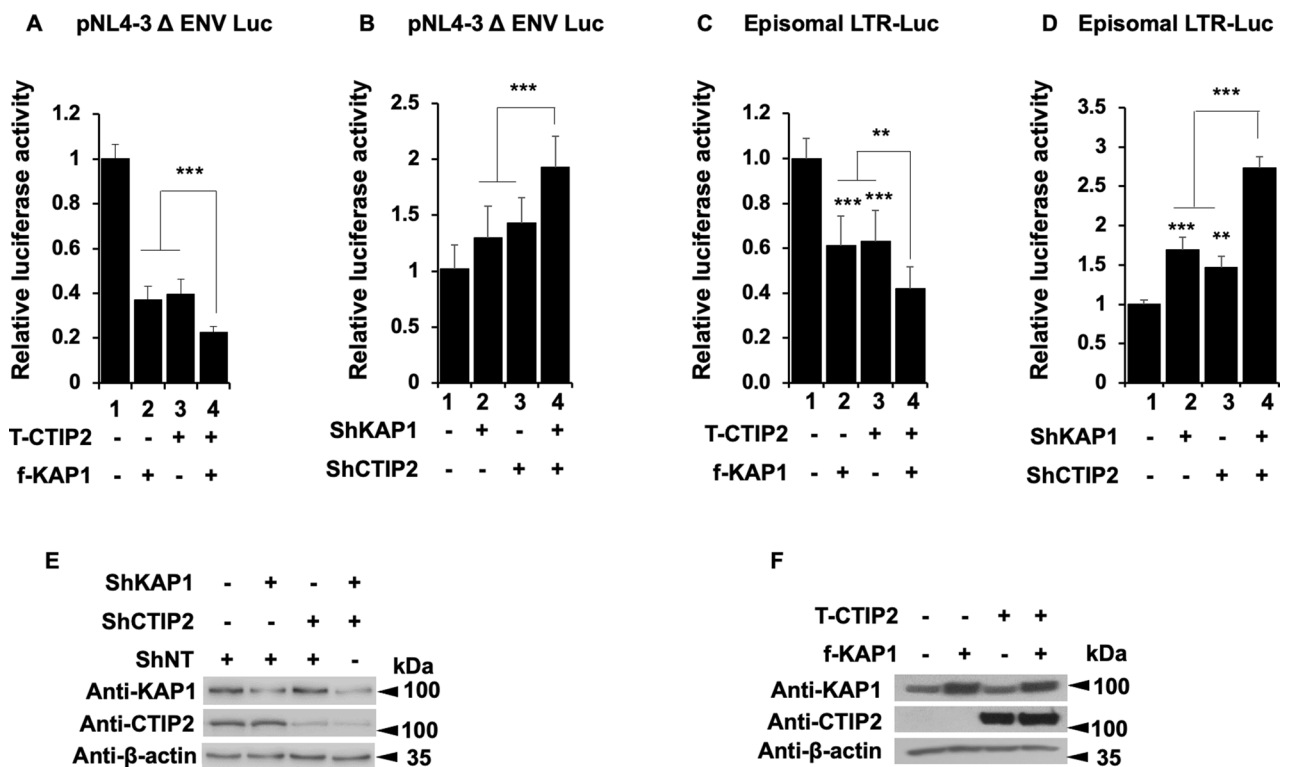 A pNL4-3 Δ ENV Luc
Relative luciferase activity
1.2
1.0
0.8
0.6
0.4
0.2
0
***
1 2 3 4
T-CTIP2 - - + +
f-KAP1 - + - +
B pNL4-3 Δ ENV Luc
Relative luciferase activity
2.5
2
1.5
1
0.5
0
***
1 2 3 4
ShKAP1 - + - +
ShCTIP2 - - + +
C Episomal LTR-Luc
Relative luciferase activity
1.2
1.0
0.8
0.6
0.4
0.2
0.0
**
*** ***
1 2 3 4
T-CTIP2 - - + +
f-KAP1 - + - +
D Episomal LTR-Luc
Relative luciferase activity
3.5
3
2.5
2
1.5
1
0.5
0
***
*** **
1 2 3 4
ShKAP1 - + - +
ShCTIP2 - - + +
E
ShKAP1 - + - +
ShCTIP2 - - + +
ShNT + + + -
kDa
Anti-KAP1 100
Anti-CTIP2 100
Anti-β-actin 35
F
T-CTIP2 - - + +
f-KAP1 - + - + kDa
Anti-KAP1 100
Anti-CTIP2 100
Anti-β-actin 35